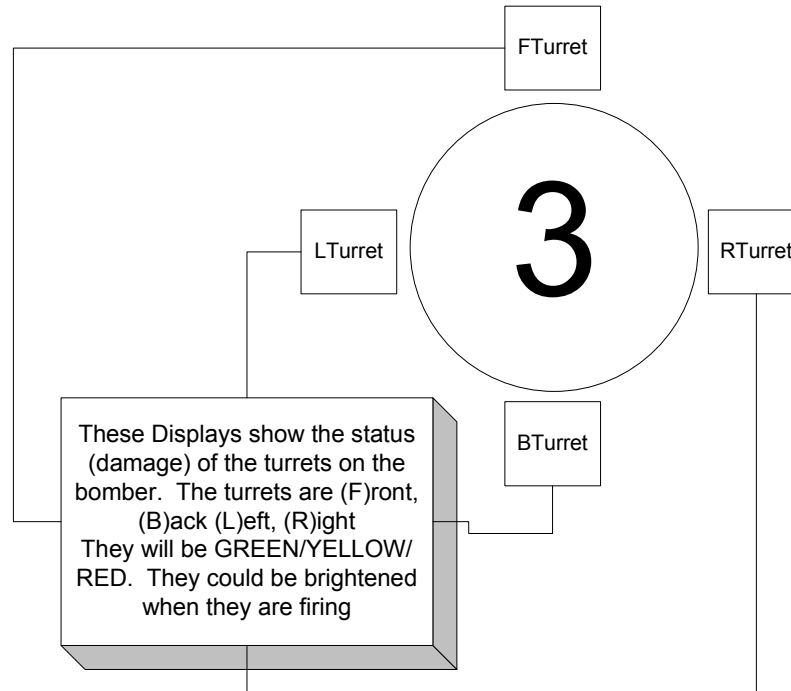 FTurret
3
LTurret
RTurret
BTurret
These Displays show the status
(damage) of the turrets on the
bomber.  The turrets are (F)ront,
(B)ack (L)eft, (R)ight
They will be GREEN/YELLOW/
RED.  They could be brightened
when they are firing